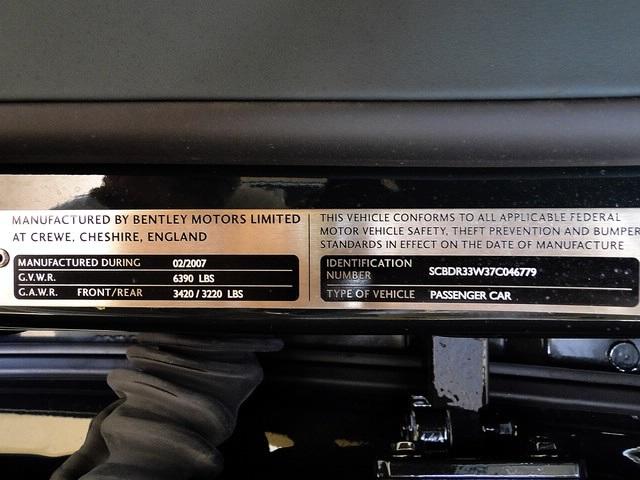 MANUFACTURED BY BENTLEY MOTORS LIMITED
AT CREWE, CHESHIRE, ENGLAND
MANUFACTURED DURING 02/2007
G.V.W.R. 6390 LBS
G.A.W.R. FRONT/REAR 3420 / 3220 LBS
THIS VEHICLE CONFORMS TO ALL APPLICABLE FEDERAL
MOTOR VEHICLE SAFETY, THEFT PREVENTION AND BUMPER
STANDARDS IN EFFECT ON THE DATE OF MANUFACTURE
IDENTIFICATION
NUMBER SCBDR33W37C046779
TYPE OF VEHICLE PASSENGER CAR